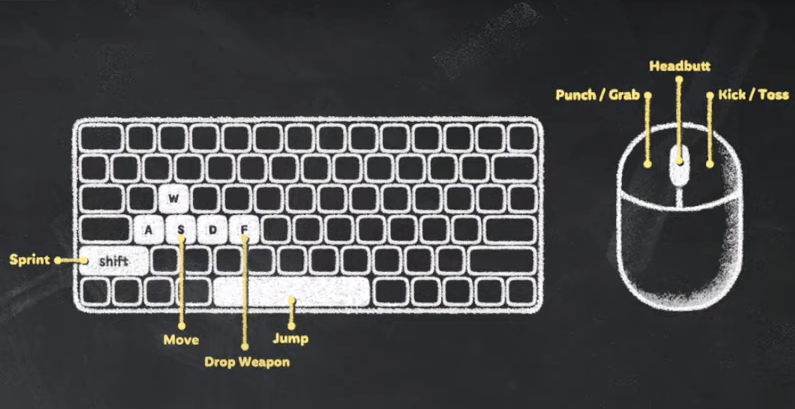 Headbutt
Punch / Grab
Kick / Toss
W
A S D F
Sprint
shift
Move
Jump
Drop Weapon